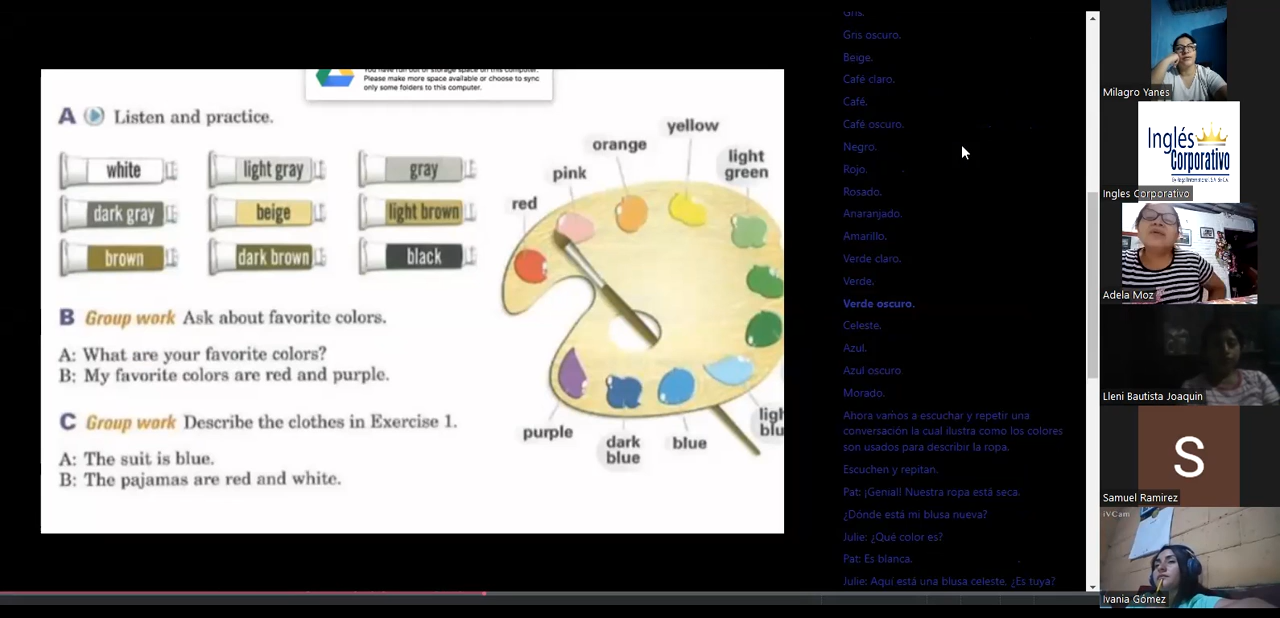 You have run out of storage space on this computer.
Please make more space available or choose to sync
only some folders to this computer.
A Listen and practice.
white
light gray
gray
dark gray
beige
light brown
brown
dark brown
black
red
pink
orange
yellow
light
green
purple
dark
blue
blue
B Group work Ask about favorite colors.
A: What are your favorite colors?
B: My favorite colors are red and purple.
C Group work Describe the clothes in Exercise 1.
A: The suit is blue.
B: The pajamas are red and white.
Gris.
Gris oscuro.
Beige.
Café claro.
Café.
Café oscuro.
Negro.
Rojo.
Rosado.
Anaranjado.
Amarillo.
Verde claro.
Verde.
Verde oscuro.
Celeste.
Azul.
Azul oscuro
Morado.
Ahora vamos a escuchar y repetir una
conversación la cual ilustra como los colores
son usados para describir la ropa.
Escuchen y repitan.
Pat: ¡Genial! Nuestra ropa está seca.
¿Dónde está mi blusa nueva?
Julie: ¿Qué color es?
Pat: Es blanca.
Julie: Aquí está una blusa celeste. ¿Es tuya?
Milagro Yanes
Inglés
Corporativo
Ingles Corporativo
Adela Moz
Lleni Bautista Joaquin
S
Samuel Ramirez
iVCam
Ivania Gómez